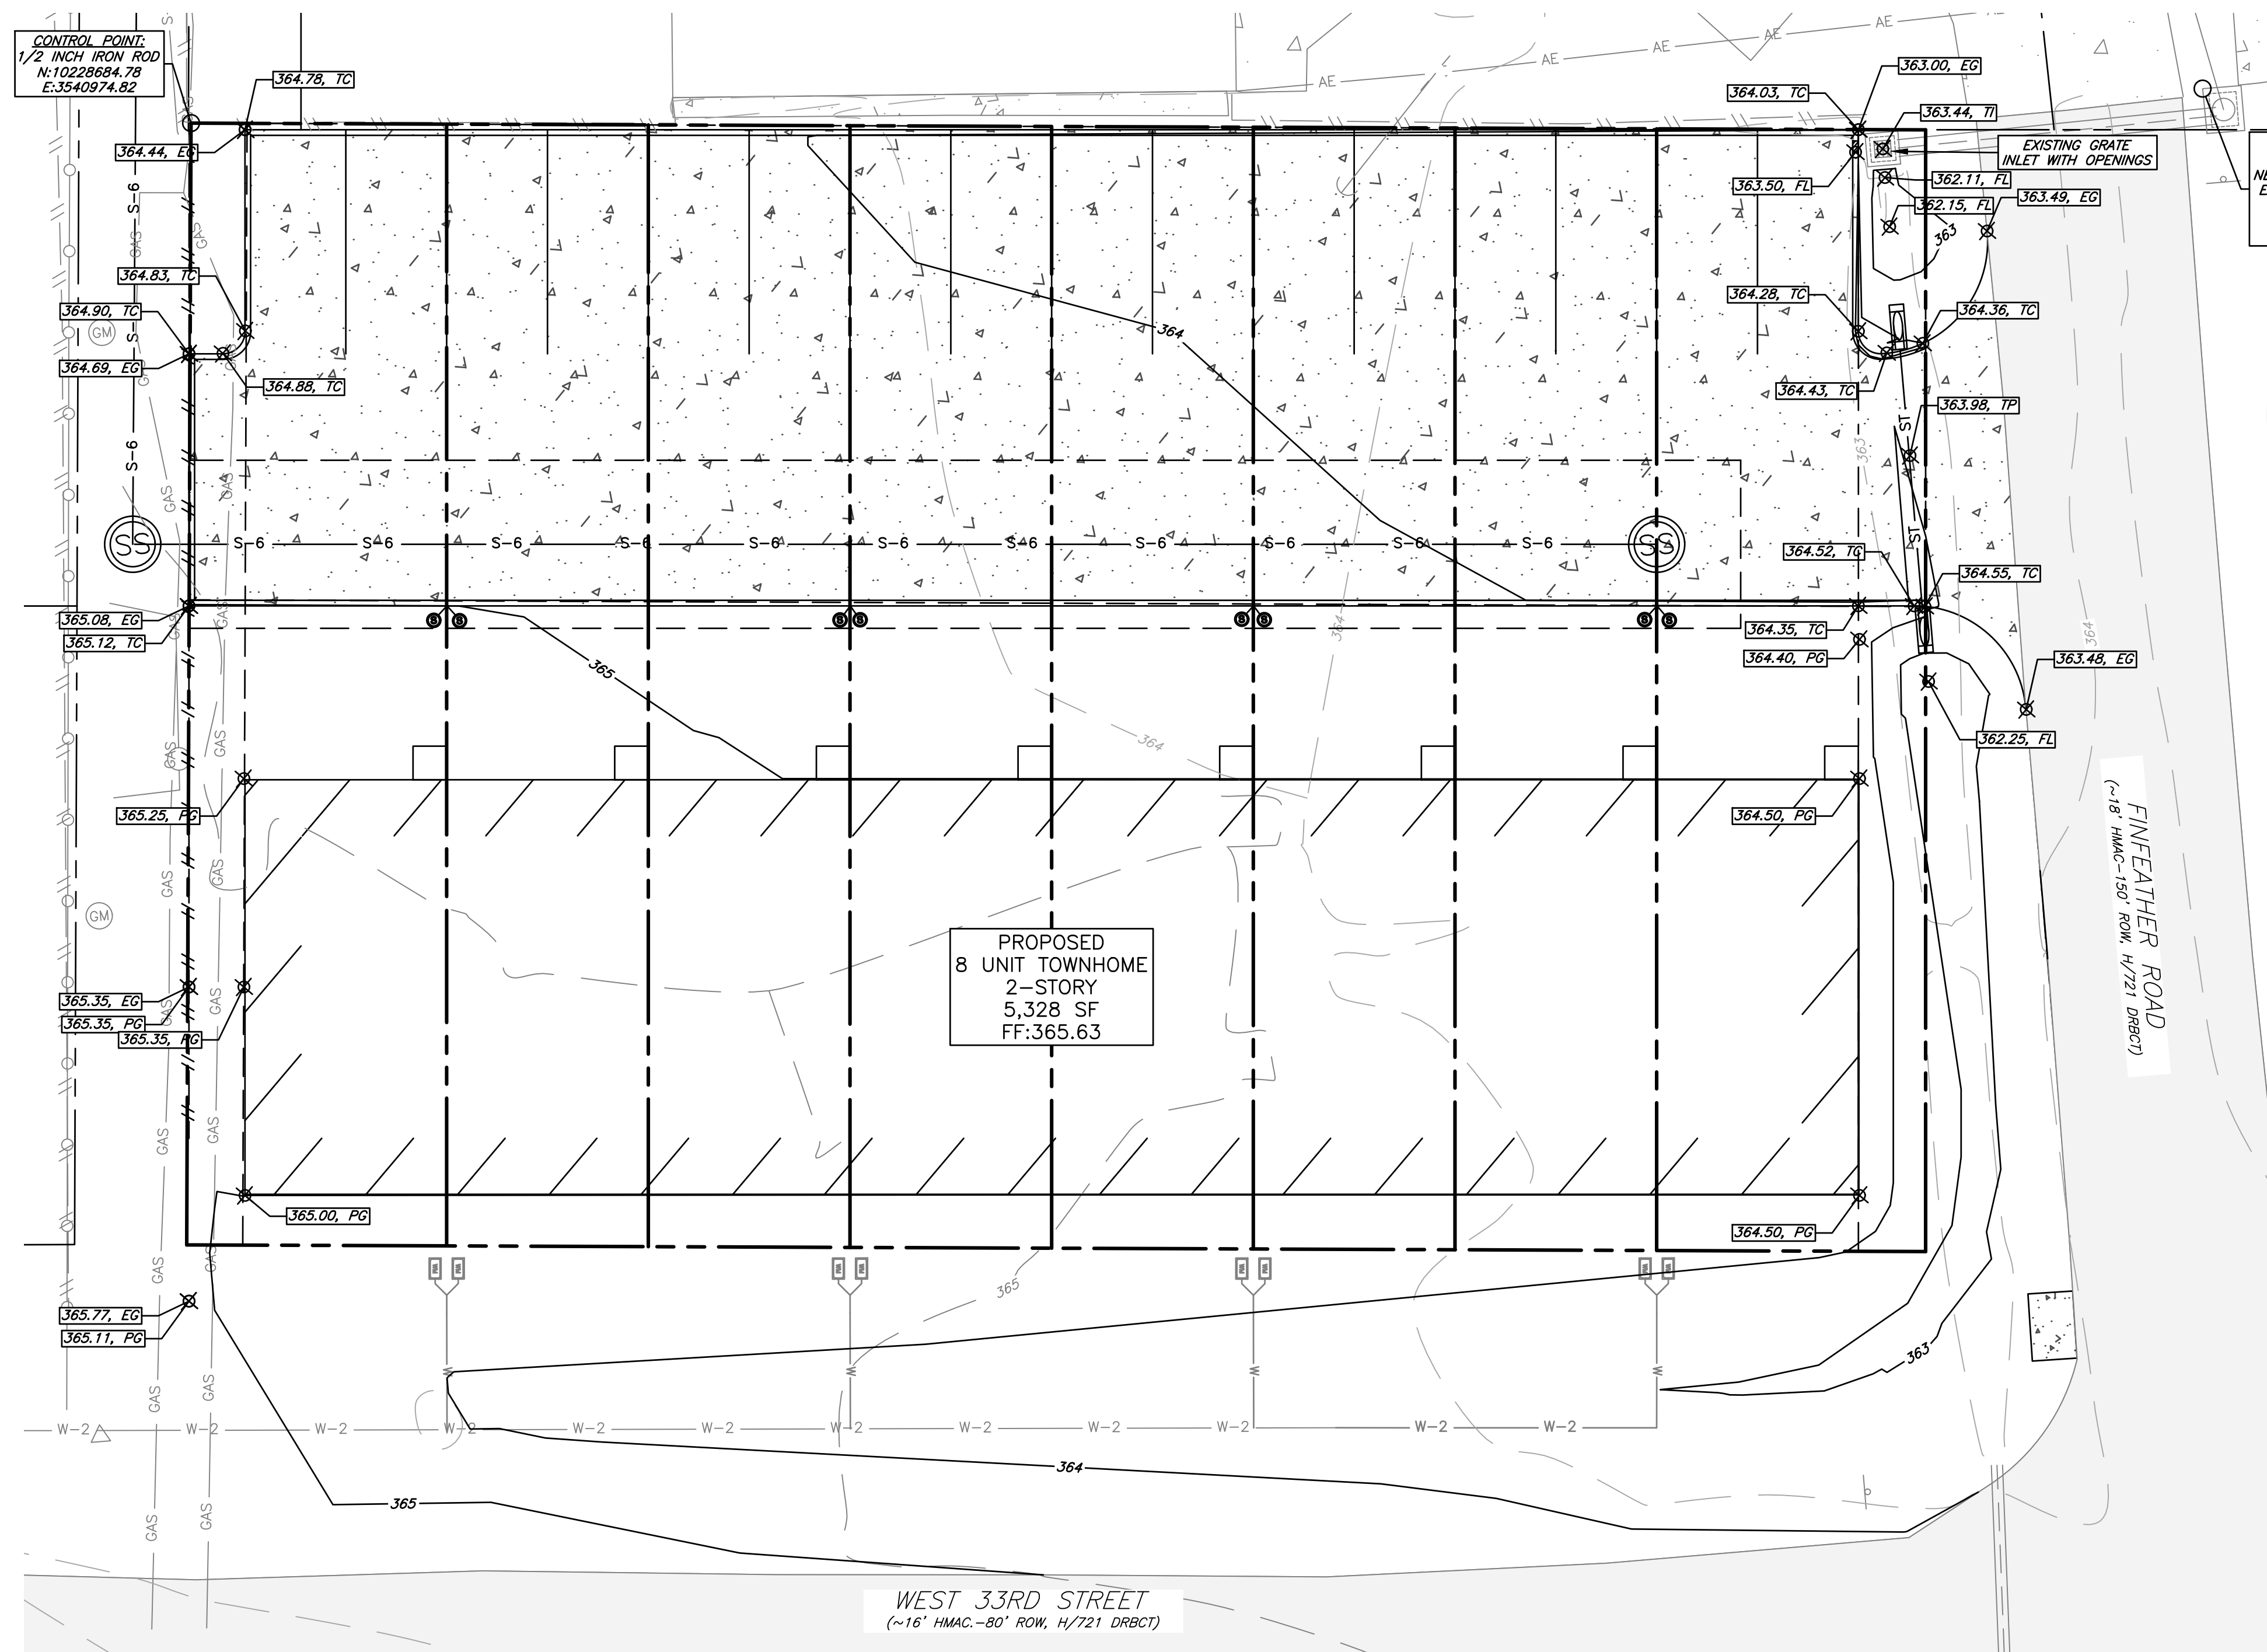 CONTROL POINT:
1/2 INCH IRON ROD
N:10228684.78
E:3540974.82
364.78, TC
364.44, EG
364.83, TC
364.90, TC
364.69, EG
364.88, TC
AE
AE
AE
AE
AE
363.00, EG
364.03, TC
363.44, TI
EXISTING GRATE
INLET WITH OPENINGS
363.50, FL
362.11, FL
362.15, FL
363.49, EG
363
364.28, TC
364.36, TC
364.43, TC
363.98, TP
363
ST
ST
364
GM
GAS
GAS
GAS
GAS
S-6
S-6
S-6
SS
S-6
S-6
S-6
S-6
S-6
S-6
S-6
S-6
S-6
S-6
S-6
SS
364.52, TC
364.55, TC
365.08, EG
365.12, TC
S
S
S
S
S
S
S
S
364.35, TC
364.40, PG
363.48, EG
362.25, FL
364
364
364
365
365.25, PG
364.50, PG
GM
GAS
GAS
GAS
GAS
PROPOSED
8 UNIT TOWNHOME
2-STORY
5,328 SF
FF:365.63
FINFEATHER ROAD
(~18' HMAC-150' ROW, H/721 DRBCT)
365.35, EG
365.35, PG
365.35, PG
365.00, PG
364.50, PG
365.77, EG
365.11, PG
365
GAS
GAS
GAS
GAS
W
W
W
W
363
W-2
W-2
W-2
W-2
W-2
W-2
W-2
W-2
W-2
W-2
W-2
W-2
364
365
GAS
GAS
WEST 33RD STREET
(~16' HMAC.-80' ROW, H/721 DRBCT)